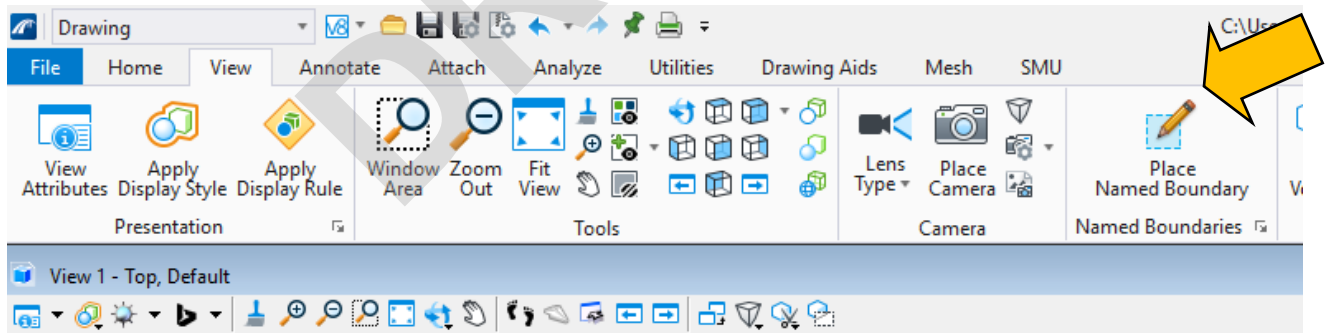 Drawing V8 C:\Use
File Home View Annotate Attach Analyze Utilities Drawing Aids Mesh SMU
View Attributes
Apply Display Style
Apply Display Rule
Window Area
Zoom Out
Fit View
Lens Type
Place Camera
Place Named Boundary
Presentation Tools Camera Named Boundaries
View 1 - Top, Default